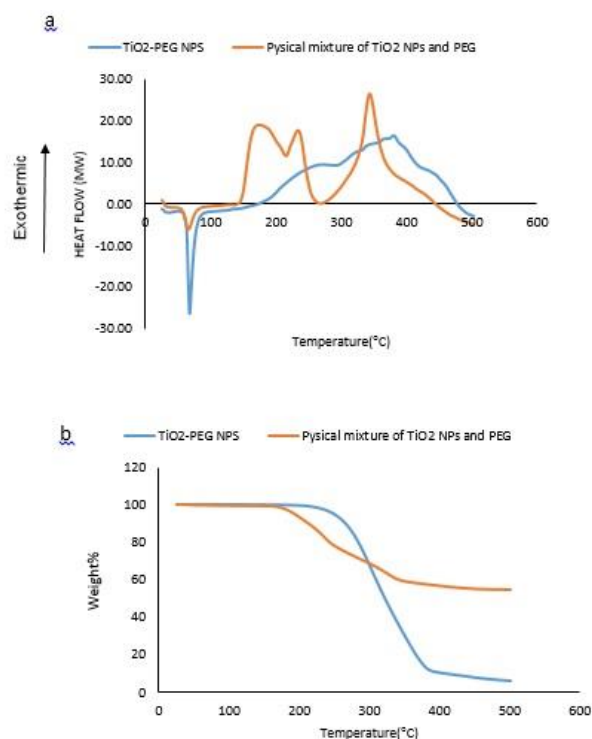 a
TiO2-PEG NPS
Pysical mixture of TiO2 NPs and PEG
Exothermic
HEAT FLOW (MW)
30.00
20.00
10.00
0.00
-10.00
-20.00
-30.00
0 100 200 300 400 500 600
Temperature(°C)
b
TiO2-PEG NPS
Pysical mixture of TiO2 NPs and PEG
Weight%
120
100
80
60
40
20
0
0 100 200 300 400 500 600
Temperature(°C)